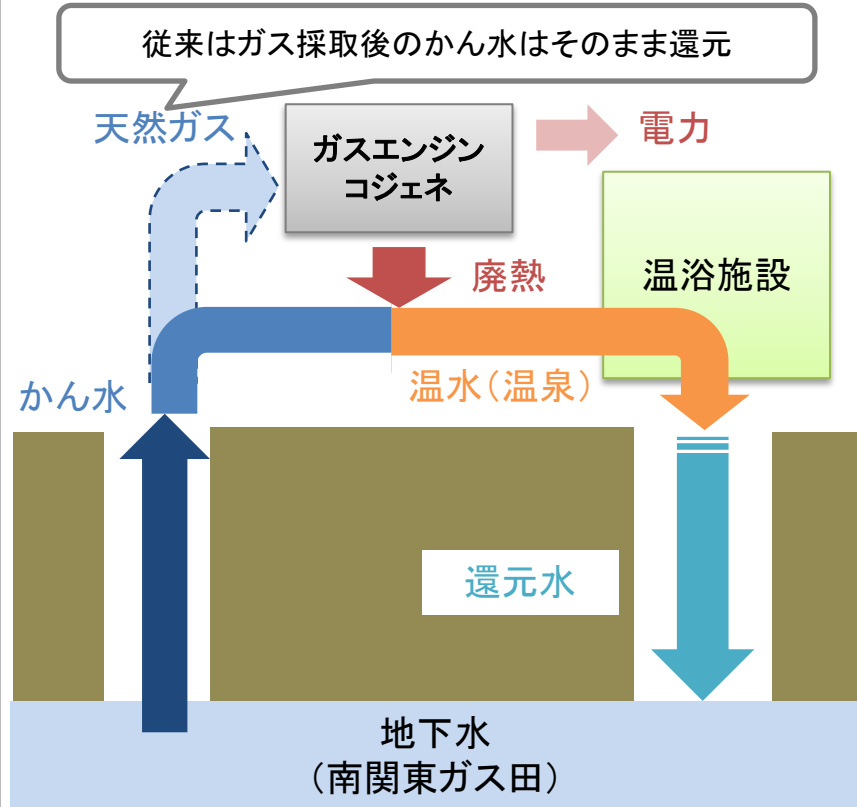 従来はガス採取後のかん水はそのまま還元
天然ガス
ガスエンジン
コジェネ
電力
廃熱
温浴施設
かん水
温水(温泉)
還元水
地下水
(南関東ガス田)